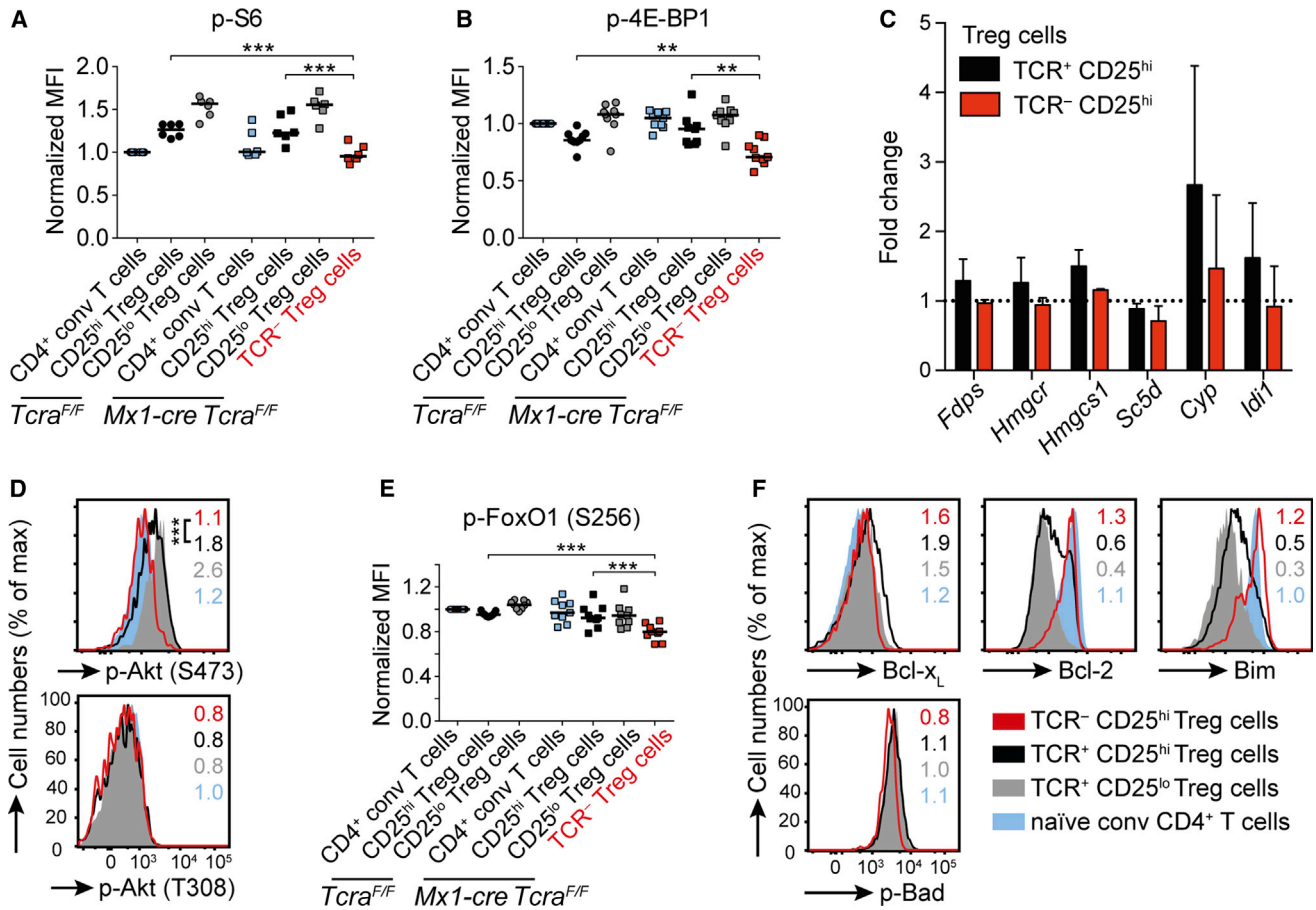 A
p-S6
Normalized MFI
2.0
1.5
1.0
0.5
0.0
***
***
CD4+ conv T cells
CD25hi Treg cells
CD25lo Treg cells
CD4+ conv T cells
CD25hi Treg cells
CD25lo Treg cells
TCR– Treg cells
TcraF/F
Mx1-cre TcraF/F
B
p-4E-BP1
Normalized MFI
1.5
1.0
0.5
0.0
**
**
CD4+ conv T cells
CD25hi Treg cells
CD25lo Treg cells
CD4+ conv T cells
CD25hi Treg cells
CD25lo Treg cells
TCR– Treg cells
TcraF/F
Mx1-cre TcraF/F
C
Fold change
5
4
3
2
1
0
Treg cells
TCR+ CD25hi
TCR– CD25hi
Fdps
Hmgcr
Hmgcs1
Sc5d
Cyp
Idi1
D
Cell numbers (% of max)
***
1.1
1.8
2.6
1.2
p-Akt (S473)
100
80
60
40
20
0
0.8
0.8
0.8
1.0
0 10³ 10⁴ 10⁵
p-Akt (T308)
E
p-FoxO1 (S256)
Normalized MFI
1.2
0.8
0.4
0
***
***
CD4+ conv T cells
CD25hi Treg cells
CD25lo Treg cells
CD4+ conv T cells
CD25hi Treg cells
CD25lo Treg cells
TCR– Treg cells
TcraF/F
Mx1-cre TcraF/F
F
Cell numbers (% of max)
1.6
1.9
1.5
1.2
Bcl-xL
1.3
0.6
0.4
1.1
Bcl-2
1.2
0.5
0.3
1.0
Bim
100
80
60
40
20
0
0.8
1.1
1.0
1.1
0 10³ 10⁴ 10⁵
p-Bad
TCR– CD25hi Treg cells
TCR+ CD25hi Treg cells
TCR+ CD25lo Treg cells
naïve conv CD4+ T cells